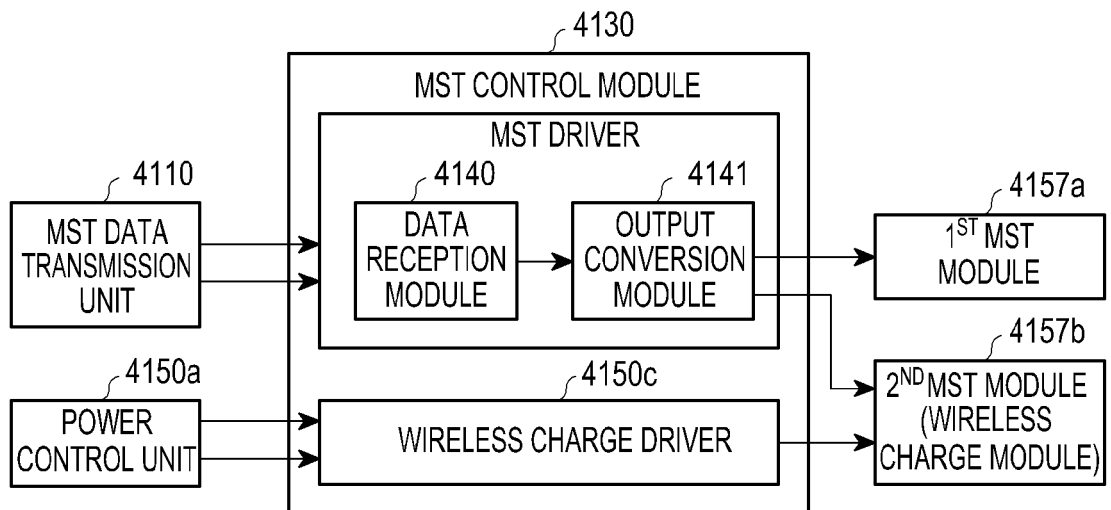 4130
MST CONTROL MODULE
MST DRIVER
4110
MST DATA
TRANSMISSION
UNIT
4140
DATA
RECEPTION
MODULE
4141
OUTPUT
CONVERSION
MODULE
4157a
1ST MST
MODULE
4150a
POWER
CONTROL UNIT
4150c
WIRELESS CHARGE DRIVER
4157b
2ND MST MODULE
(WIRELESS
CHARGE MODULE)